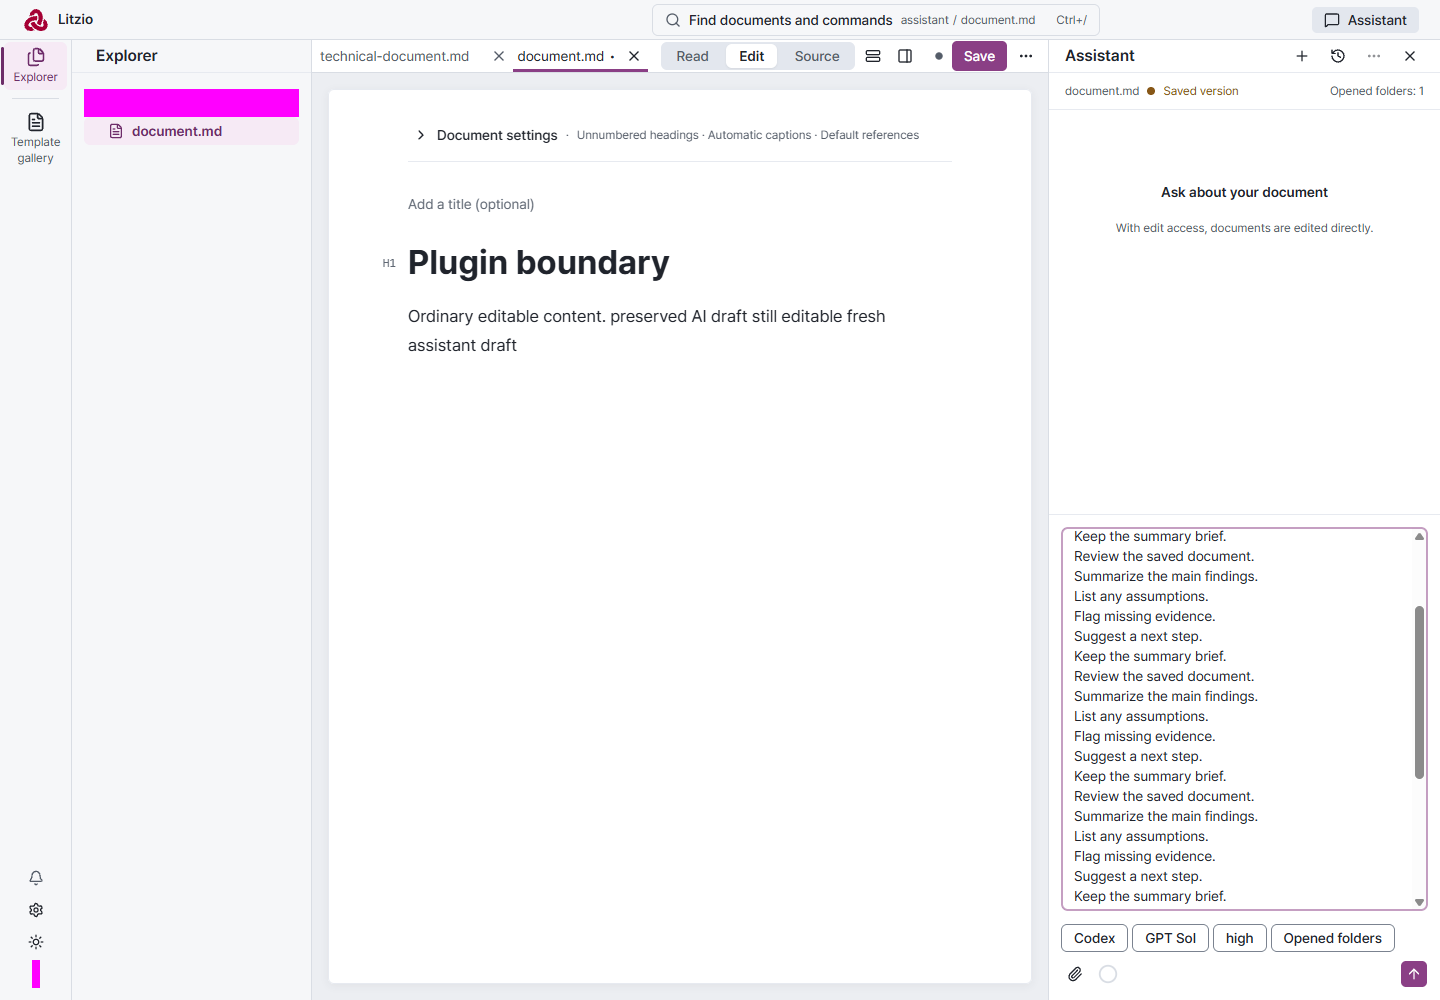 Litzio
Find documents and commands assistant / document.md Ctrl+/
Assistant
Explorer
Template
gallery
Explorer
document.md
technical-document.md
document.md •
Read Edit Source
Save
Document settings · Unnumbered headings · Automatic captions · Default references
Add a title (optional)
H1 Plugin boundary
Ordinary editable content. preserved AI draft still editable fresh
assistant draft
Assistant
document.md Saved version Opened folders: 1
Ask about your document
With edit access, documents are edited directly.
Keep the summary brief.
Review the saved document.
Summarize the main findings.
List any assumptions.
Flag missing evidence.
Suggest a next step.
Keep the summary brief.
Review the saved document.
Summarize the main findings.
List any assumptions.
Flag missing evidence.
Suggest a next step.
Keep the summary brief.
Review the saved document.
Summarize the main findings.
List any assumptions.
Flag missing evidence.
Suggest a next step.
Keep the summary brief.
Codex GPT Sol high Opened folders